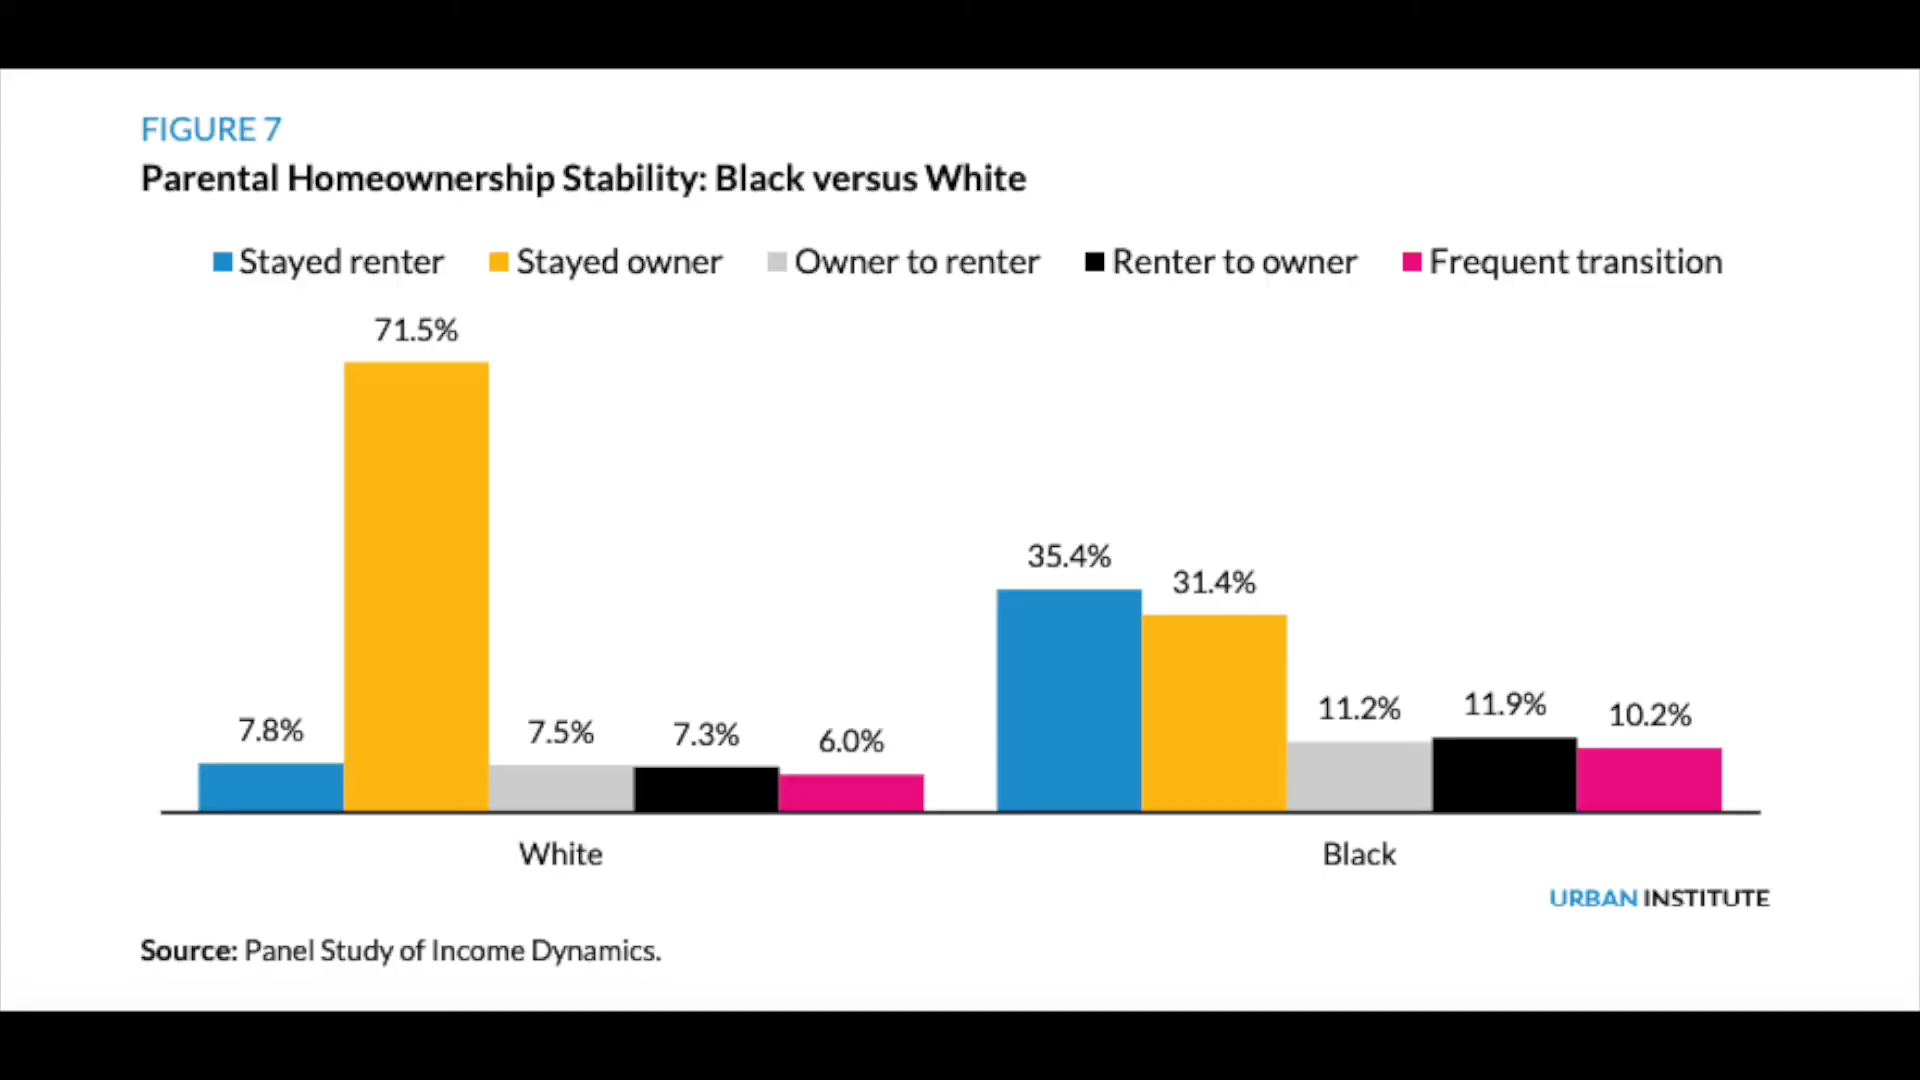 FIGURE 7
Parental Homeownership Stability: Black versus White
Stayed renter Stayed owner Owner to renter Renter to owner Frequent transition
71.5%
35.4%
31.4%
7.8% 7.5% 7.3% 6.0% 11.2% 11.9% 10.2%
White Black
URBAN INSTITUTE
Source: Panel Study of Income Dynamics.